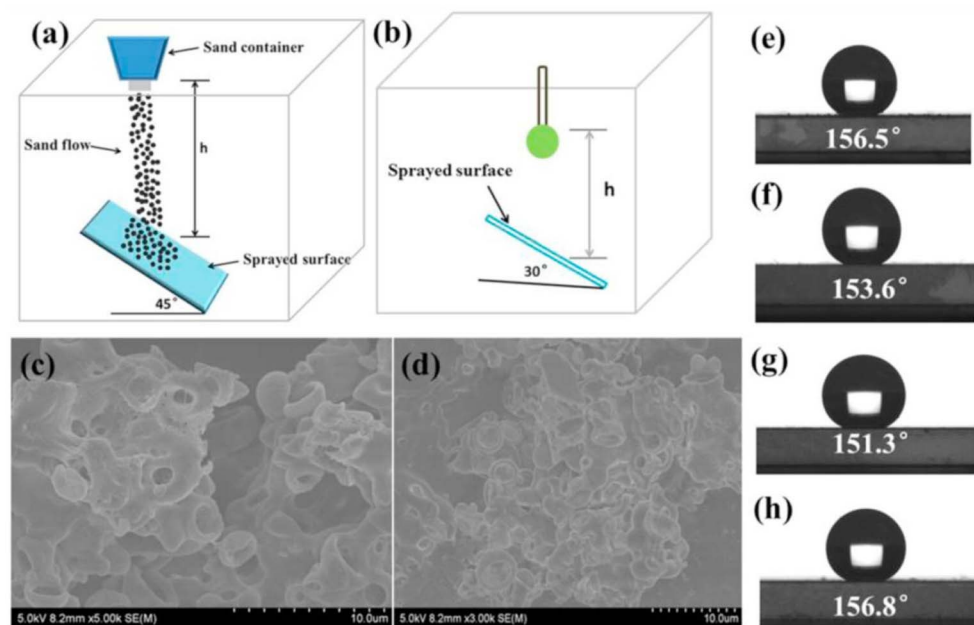 (a)
Sand container
Sand flow
h
Sprayed surface
45°
(b)
Sprayed surface
h
30°
(c)
5.0kV 8.2mm x5.00k SE(M)
10.0um
(d)
5.0kV 8.2mm x3.00k SE(M)
10.0um
(e)
156.5°
(f)
153.6°
(g)
151.3°
(h)
156.8°